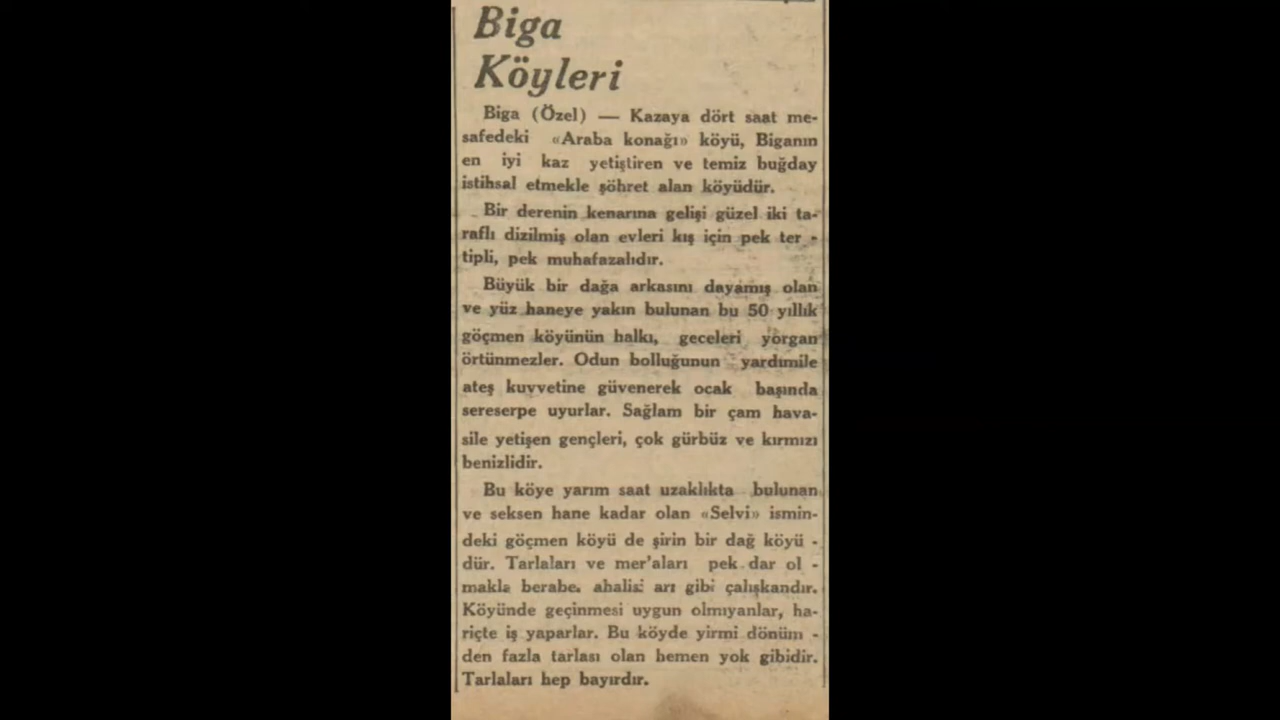 Biga
Köyleri
Biga (Özel) — Kazaya dört saat me-
safedeki «Araba konağı» köyü, Biganın
en iyi kaz yetiştiren ve temiz buğday
istihsal etmekle şöhret alan köyüdür.
Bir derenin kenarına gelişi güzel iki ta-
raflı dizilmiş olan evleri kış için pek ter -
tipli, pek muhafazalıdır.
Büyük bir dağa arkasını dayamış olan
ve yüz haneye yakın bulunan bu 50 yıllık
göçmen köyünün halkı, geceleri yorgan
örtünmezler. Odun bolluğunun yardımile
ateş kuvvetine güvenerek ocak başında
sereserpe uyurlar. Sağlam bir çam hava-
sile yetişen gençleri, çok gürbüz ve kırmızı
benizlidir.
Bu köye yarım saat uzaklıkta bulunan
ve seksen hane kadar olan «Selvi» ismin-
deki göçmen köyü de şirin bir dağ köyü -
dür. Tarlaları ve mer'aları pek dar ol -
makla berabe. ahalisi arı gibi çalışkandır.
Köyünde geçinmesi uygun olmıyanlar, ha-
riçte iş yaparlar. Bu köyde yirmi dönüm -
den fazla tarlası olan hemen yok gibidir.
Tarlaları hep bayırdır.